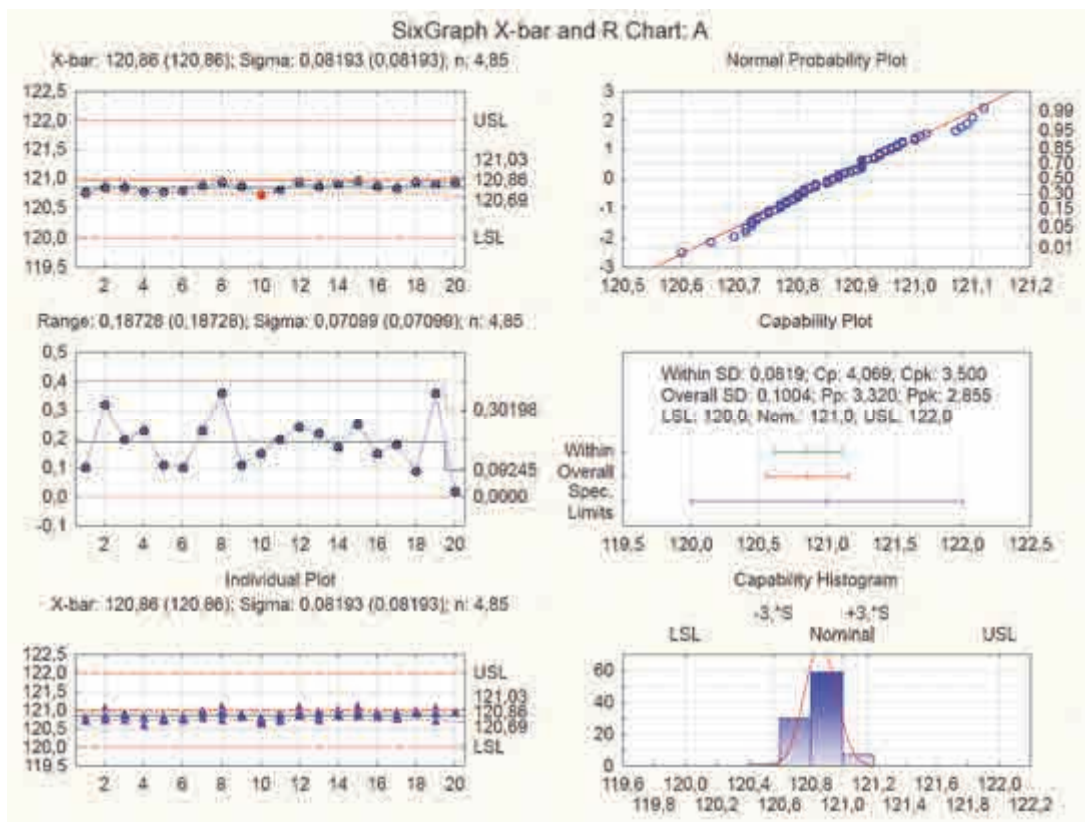 SixGraph X-bar and R Chart: A
X-bar: 120,86 (120,86); Sigma: 0,08193 (0,08193); n: 4,85
122,5
122,0
121,5
121,0
120,5
120,0
119,5
USL
121,03
120,86
120,69
LSL
2 4 6 8 10 12 14 16 18 20
Normal Probability Plot
3
2
1
0
-1
-2
-3
0.99
0.95
0.85
0.70
0.50
0.30
0.15
0.05
0.01
120,5 120,6 120,7 120,8 120,9 121,0 121,1 121,2
Range: 0,18728 (0,18728); Sigma: 0,07099 (0,07099); n: 4,85
0,5
0,4
0,3
0,2
0,1
0,0
-0,1
0,30198
0,09245
0,0000
2 4 6 8 10 12 14 16 18 20
Capability Plot
Within SD: 0,0819; Cp: 4,069; Cpk: 3,500
Overall SD: 0,1004; Pp: 3,320; Ppk: 2,855
LSL: 120,0; Nom.: 121,0; USL: 122,0
Within
Overall
Spec.
Limits
119,5 120,0 120,5 121,0 121,5 122,0 122,5
Individual Plot
X-bar: 120,86 (120,86); Sigma: 0,08193 (0,08193); n: 4,85
122,5
122,0
121,5
121,0
120,5
120,0
119,5
USL
121,03
120,86
120,69
LSL
2 4 6 8 10 12 14 16 18 20
Capability Histogram
-3,*S +3,*S
LSL Nominal USL
60
40
20
0
119,6 120,0 120,4 120,8 121,2 121,6 122,0
119,8 120,2 120,6 121,0 121,4 121,8 122,2